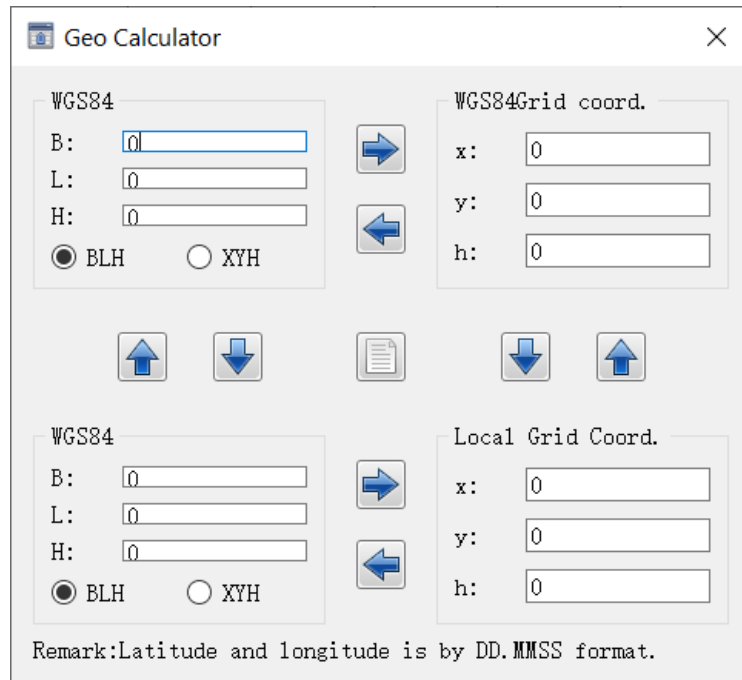 Geo Calculator
WGS84
B: 0
L: 0
H: 0
BLH XYH
WGS84Grid coord.
x: 0
y: 0
h: 0
WGS84
B: 0
L: 0
H: 0
BLH XYH
Local Grid Coord.
x: 0
y: 0
h: 0
Remark:Latitude and longitude is by DD.MMSS format.